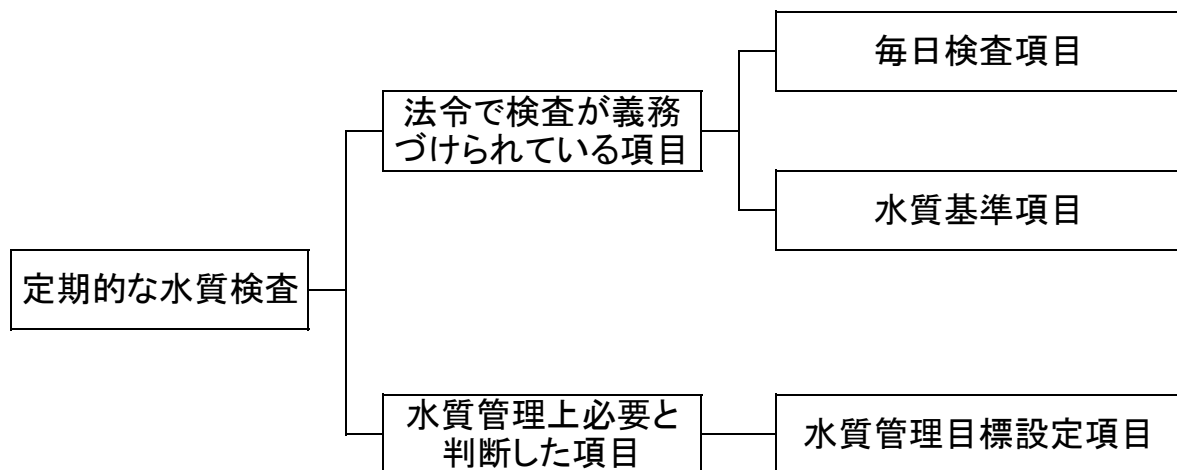 毎日検査項目
法令で検査が義務
づけられている項目
水質基準項目
定期的な水質検査
水質管理上必要と
判断した項目
水質管理目標設定項目